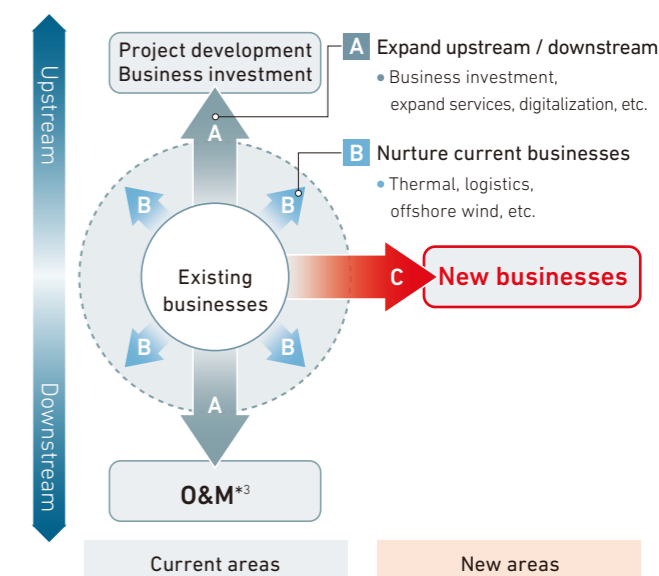 Upstream
Project development
Business investment
A Expand upstream / downstream
• Business investment,
expand services, digitalization, etc.
A
B Nurture current businesses
• Thermal, logistics,
offshore wind, etc.
B
B
Existing
businesses
C
New businesses
B
B
A
Downstream
O&M*3
Current areas
New areas